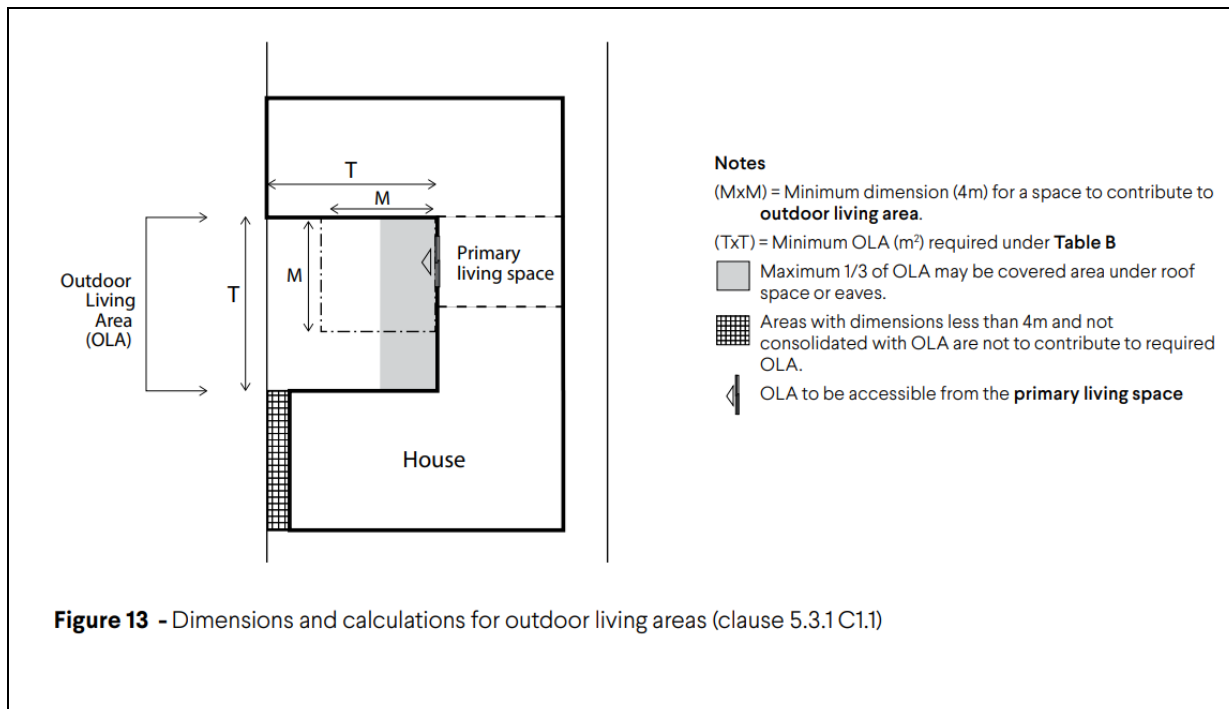 T
M
Outdoor
Living
Area
(OLA)
T
M
Primary
living space
House
Notes
(MxM) = Minimum dimension (4m) for a space to contribute to
outdoor living area.
(TxT) = Minimum OLA (m²) required under Table B
Maximum 1/3 of OLA may be covered area under roof
space or eaves.
Areas with dimensions less than 4m and not
consolidated with OLA are not to contribute to required
OLA.
OLA to be accessible from the primary living space
Figure 13 - Dimensions and calculations for outdoor living areas (clause 5.3.1 C1.1)